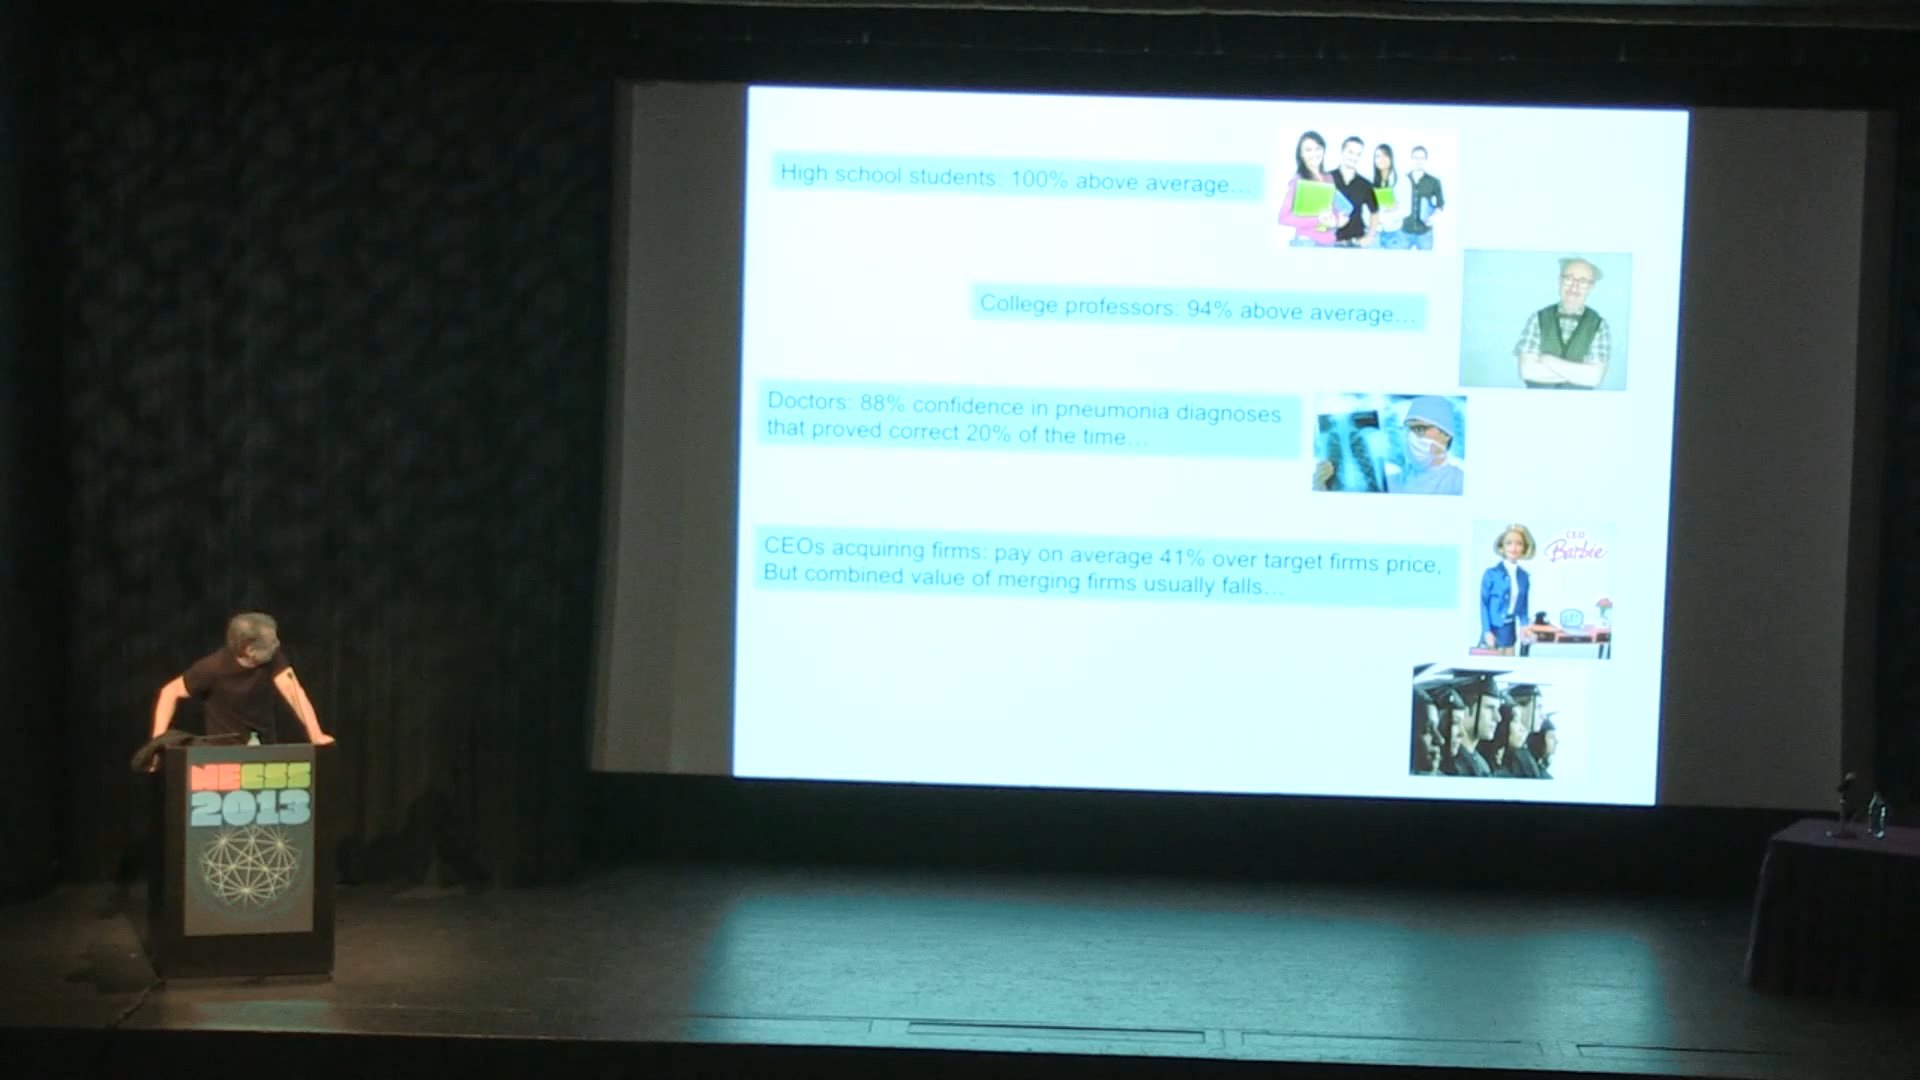 High school students: 100% above average...
College professors: 94% above average...
Doctors: 88% confidence in pneumonia diagnoses
that proved correct 20% of the time...
CEOs acquiring firms: pay on average 41% over target firms price,
But combined value of merging firms usually falls...
CEO
Barbie
NECSS
2013